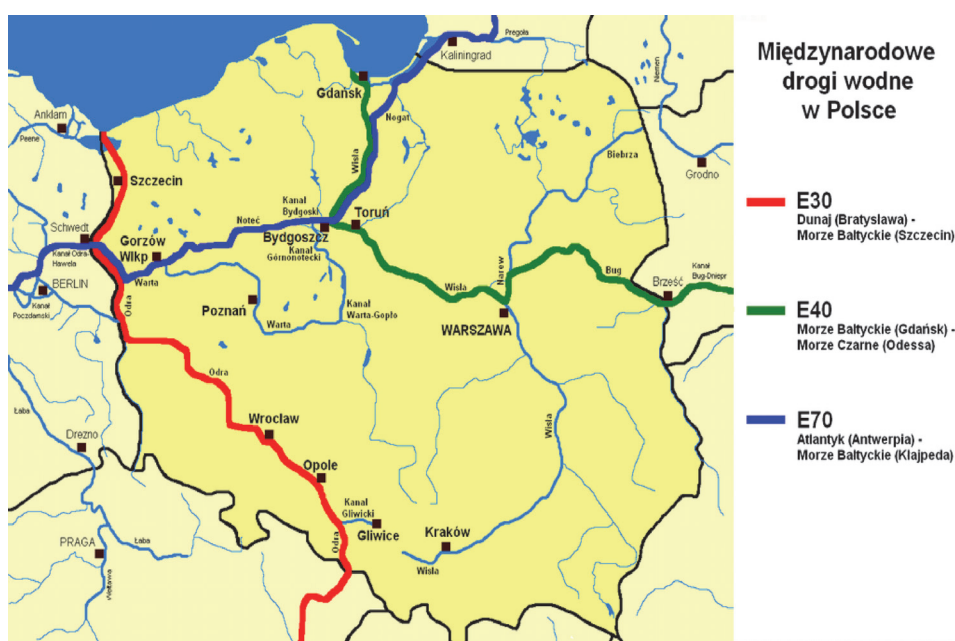 Międzynarodowe
drogi wodne
w Polsce
E30
Dunaj (Bratysława) -
Morze Bałtyckie (Szczecin)
E40
Morze Bałtyckie (Gdańsk) -
Morze Czarne (Odessa)
E70
Atlantyk (Antwerpia) -
Morze Bałtyckie (Kłajpeda)
Pregoła
Kaliningrad
Niemen
Gdańsk
Nogat
Anklam
Peene
Wisła
Biebrza
Grodno
Szczecin
Kanał
Bydgoski
Toruń
Noteć
Schwedt
Gorzów
Wlkp
Bydgoszcz
Kanał
Górnonotecki
Kanał Odra-
Hawela
Warta
Narew
Bug
Kanał
Bug-Dniepr
Brześć
BERLIN
Kanał
Poczdamski
Odra
Poznań
Warta
Kanał
Warta-Gopło
Wisła
WARSZAWA
Odra
Łaba
Wrocław
Wisła
Drezno
Opole
Kanał
Gliwicki
Gliwice
Kraków
PRAGA
Łaba
Odra
Wisła
Wełtawa